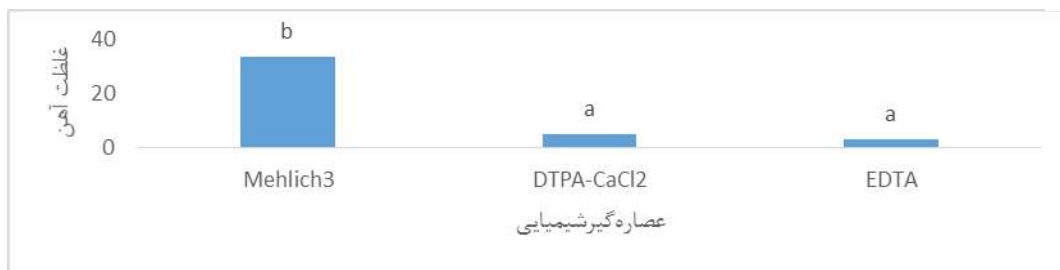 غلظت آهن
40
20
0
b
a
a
Mehlich3
DTPA-CaCl2
EDTA
عصاره‌گیرشیمیایی